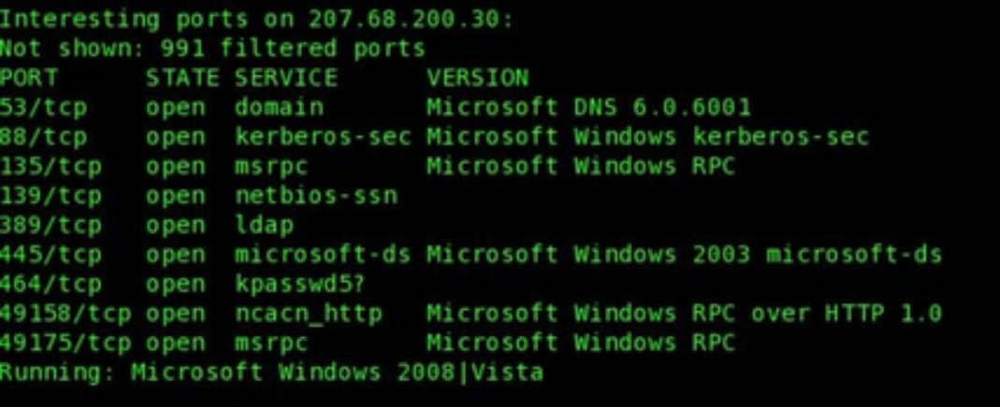 Interesting ports on 207.68.200.30:
Not shown: 991 filtered ports
PORT STATE SERVICE VERSION
53/tcp open domain Microsoft DNS 6.0.6001
88/tcp open kerberos-sec Microsoft Windows kerberos-sec
135/tcp open msrpc Microsoft Windows RPC
139/tcp open netbios-ssn
389/tcp open ldap
445/tcp open microsoft-ds Microsoft Windows 2003 microsoft-ds
464/tcp open kpasswd5?
49158/tcp open ncacn_http Microsoft Windows RPC over HTTP 1.0
49175/tcp open msrpc Microsoft Windows RPC
Running: Microsoft Windows 2008|Vista